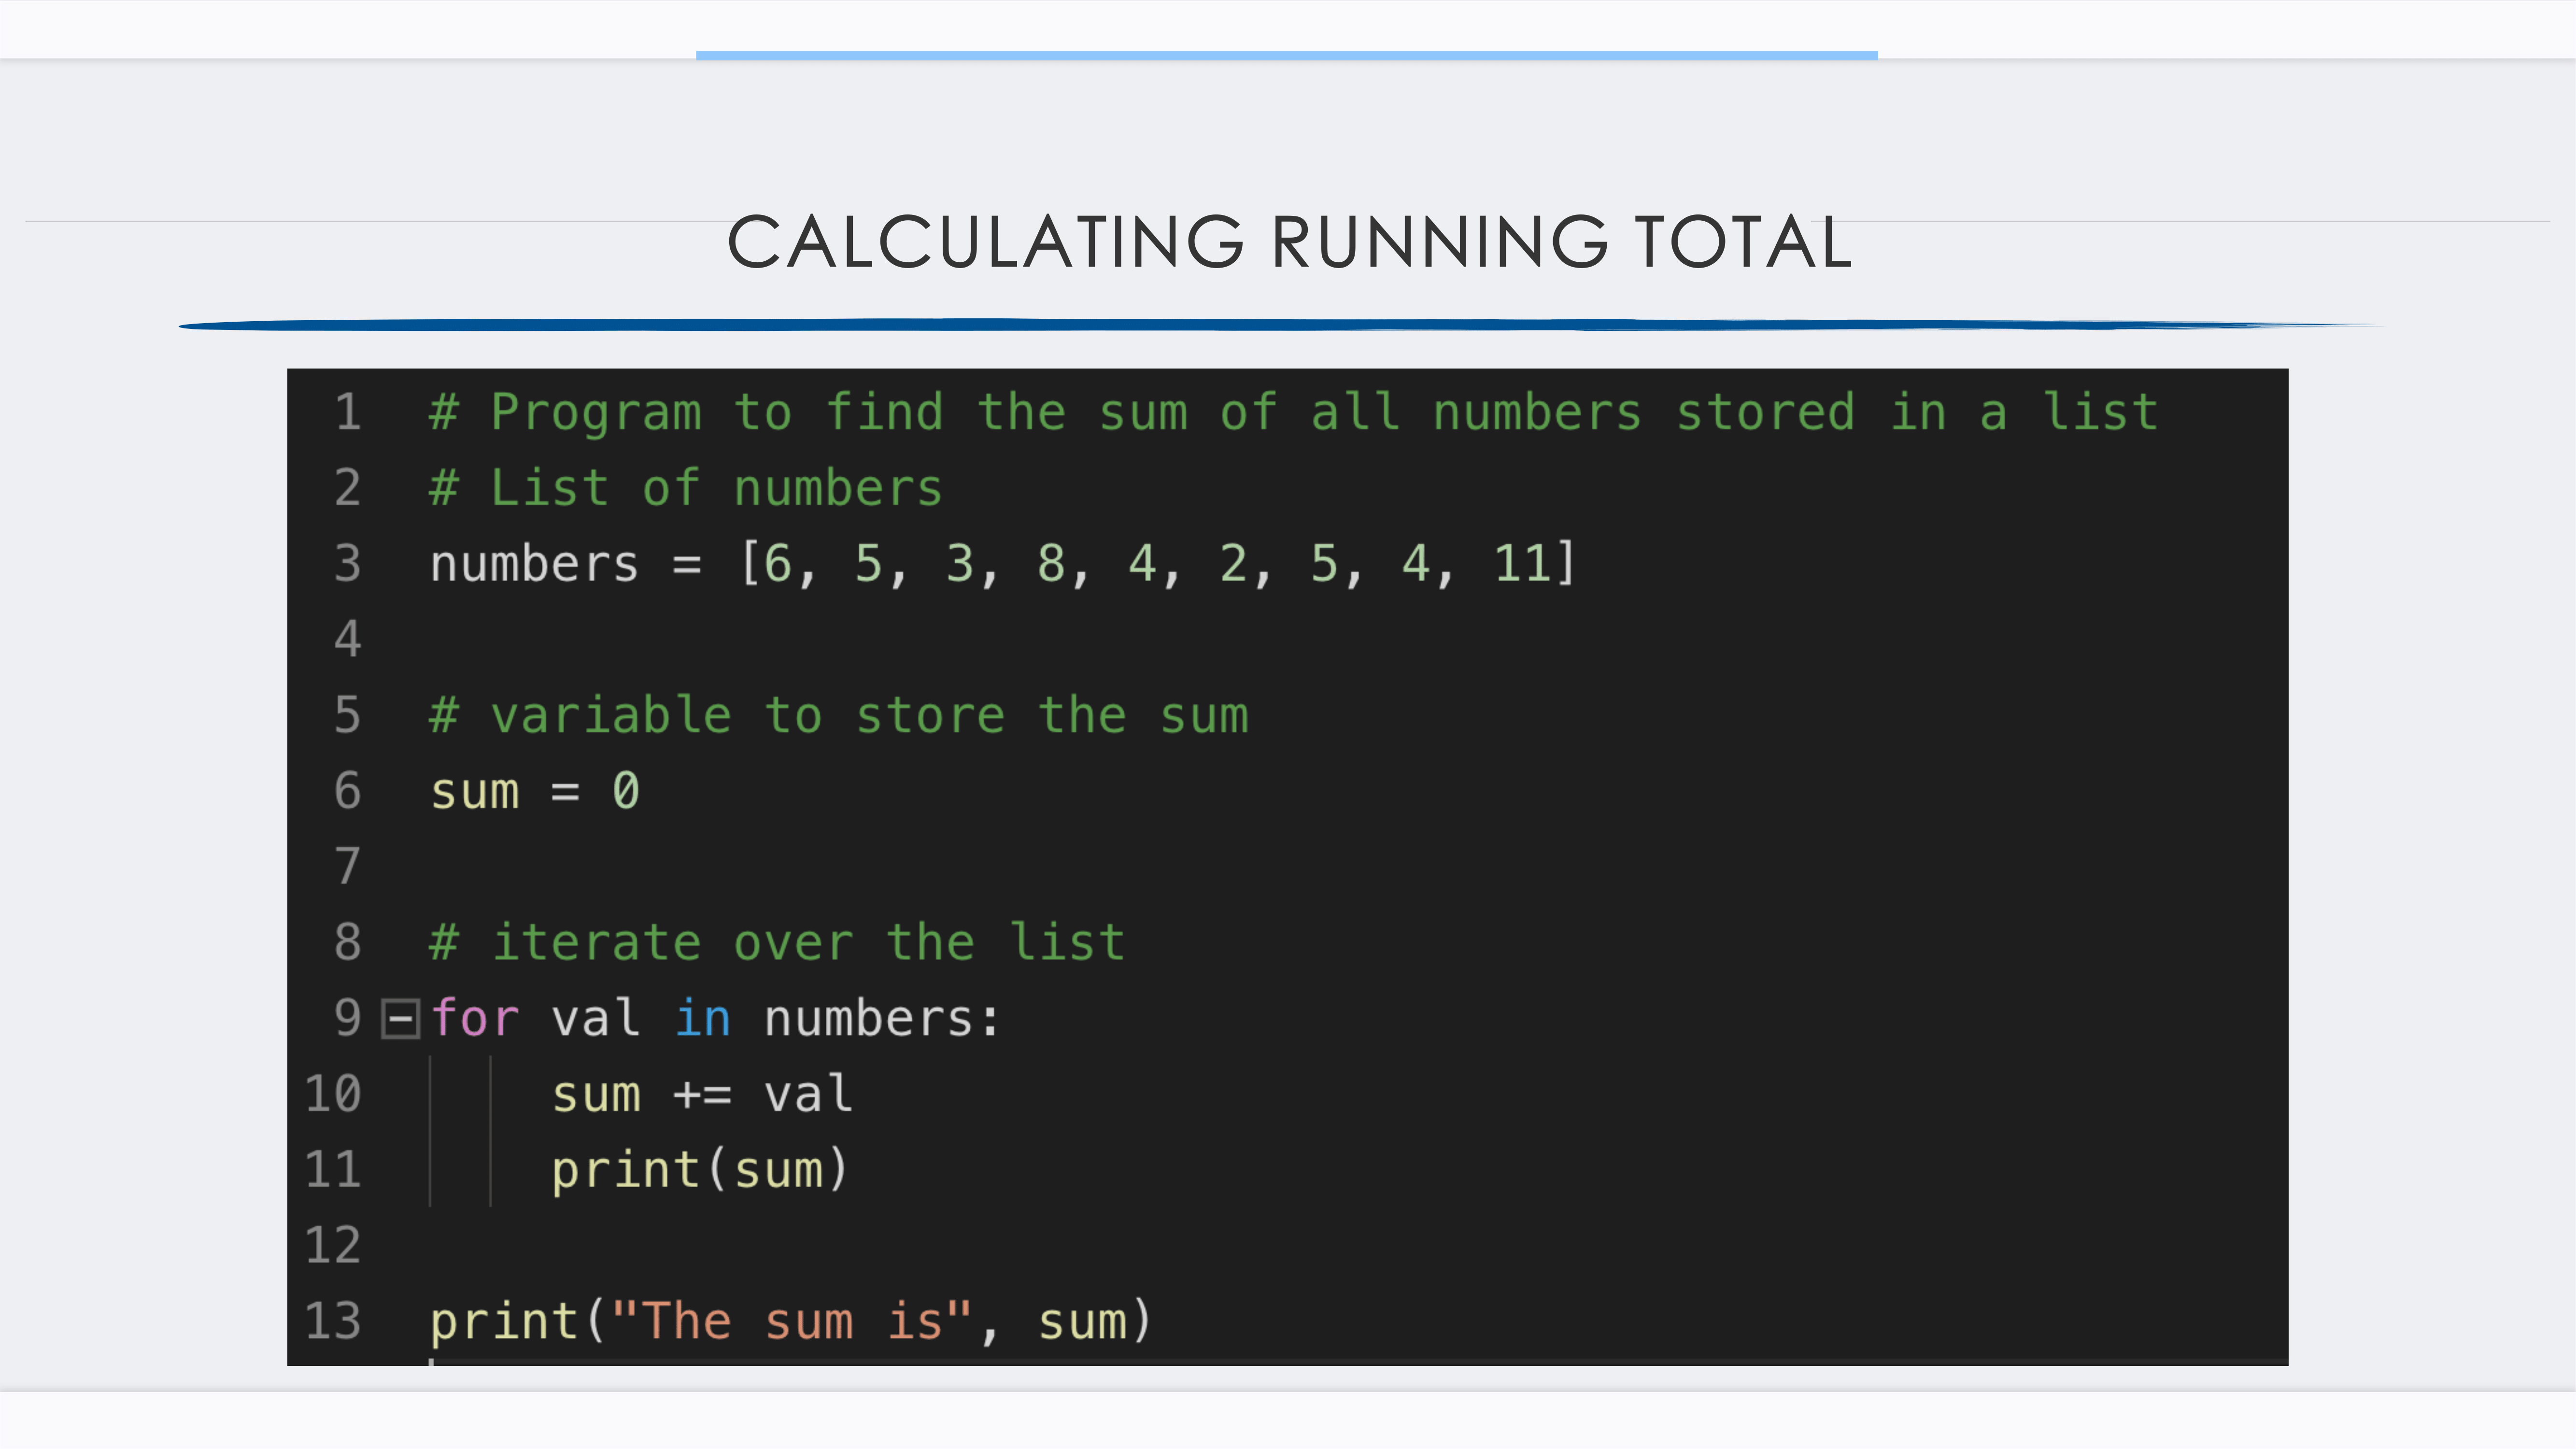 CALCULATING RUNNING TOTAL
1 # Program to find the sum of all numbers stored in a list
2 # List of numbers
3 numbers = [6, 5, 3, 8, 4, 2, 5, 4, 11]
4
5 # variable to store the sum
6 sum = 0
7
8 # iterate over the list
9 for val in numbers:
10 sum += val
11 print(sum)
12
13 print("The sum is", sum)